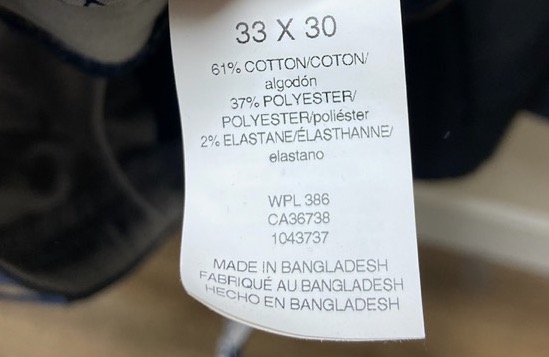 33 X 30
61% COTTON/COTON/
algodón
37% POLYESTER/
POLYESTER/poliéster
2% ELASTANE/ÉLASTHANNE/
elastano
WPL 386
CA36738
1043737
MADE IN BANGLADESH
FABRIQUÉ AU BANGLADESH
HECHO EN BANGLADESH